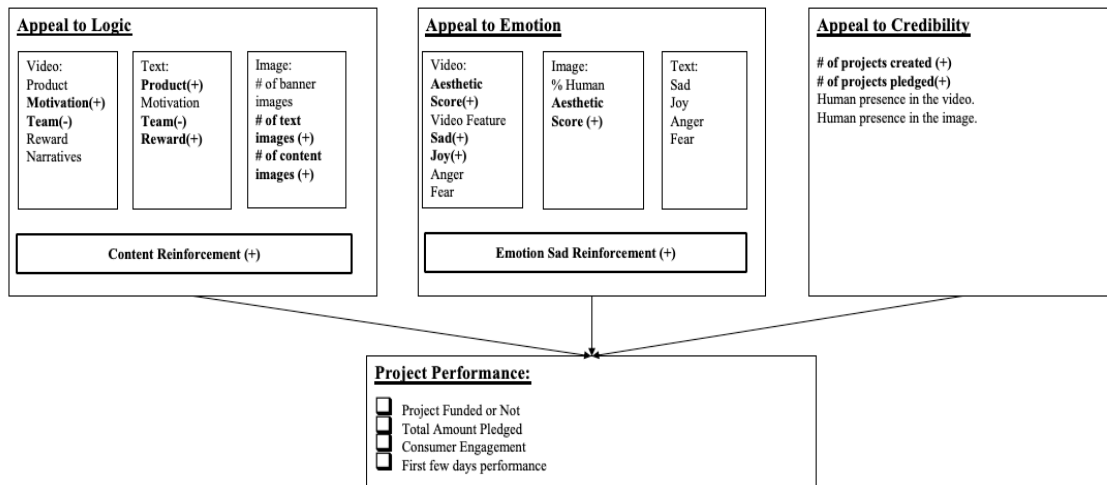 Appeal to Logic
Video:
Product
Motivation(+)
Team(-)
Reward
Narratives
Text:
Product(+)
Motivation
Team(-)
Reward(+)
Image:
# of banner
images
# of text
images (+)
# of content
images (+)
Content Reinforcement (+)
Appeal to Emotion
Video:
Aesthetic
Score(+)
Video Feature
Sad(+)
Joy(+)
Anger
Fear
Image:
% Human
Aesthetic
Score (+)
Text:
Sad
Joy
Anger
Fear
Emotion Sad Reinforcement (+)
Appeal to Credibility
# of projects created (+)
# of projects pledged(+)
Human presence in the video.
Human presence in the image.
Project Performance:
Project Funded or Not
Total Amount Pledged
Consumer Engagement
First few days performance